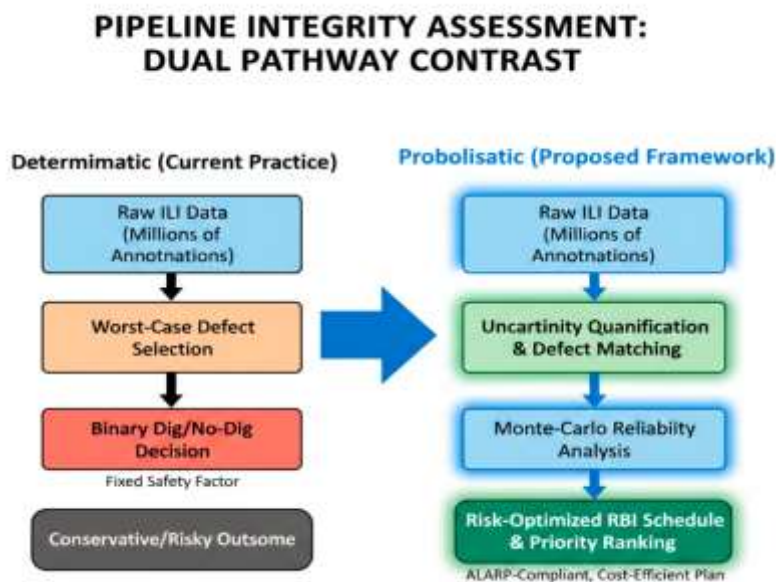 PIPELINE INTEGRITY ASSESSMENT:
DUAL PATHWAY CONTRAST
Determimatic (Current Practice)
Raw ILI Data
(Millions of
Annotnations)
Worst-Case Defect
Selection
Binary Dig/No-Dig
Decision
Fixed Safety Factor
Conservative/Risky Outcome
Probolisatic (Proposed Framework)
Raw ILI Data
(Millions of
Annotnations)
Uncartinity Quanification
& Defect Matching
Monte-Carlo Reliabiity
Analysis
Risk-Optimized RBI Schedule
& Priority Ranking
ALARP-Compliant, Cost-Efficient Plan